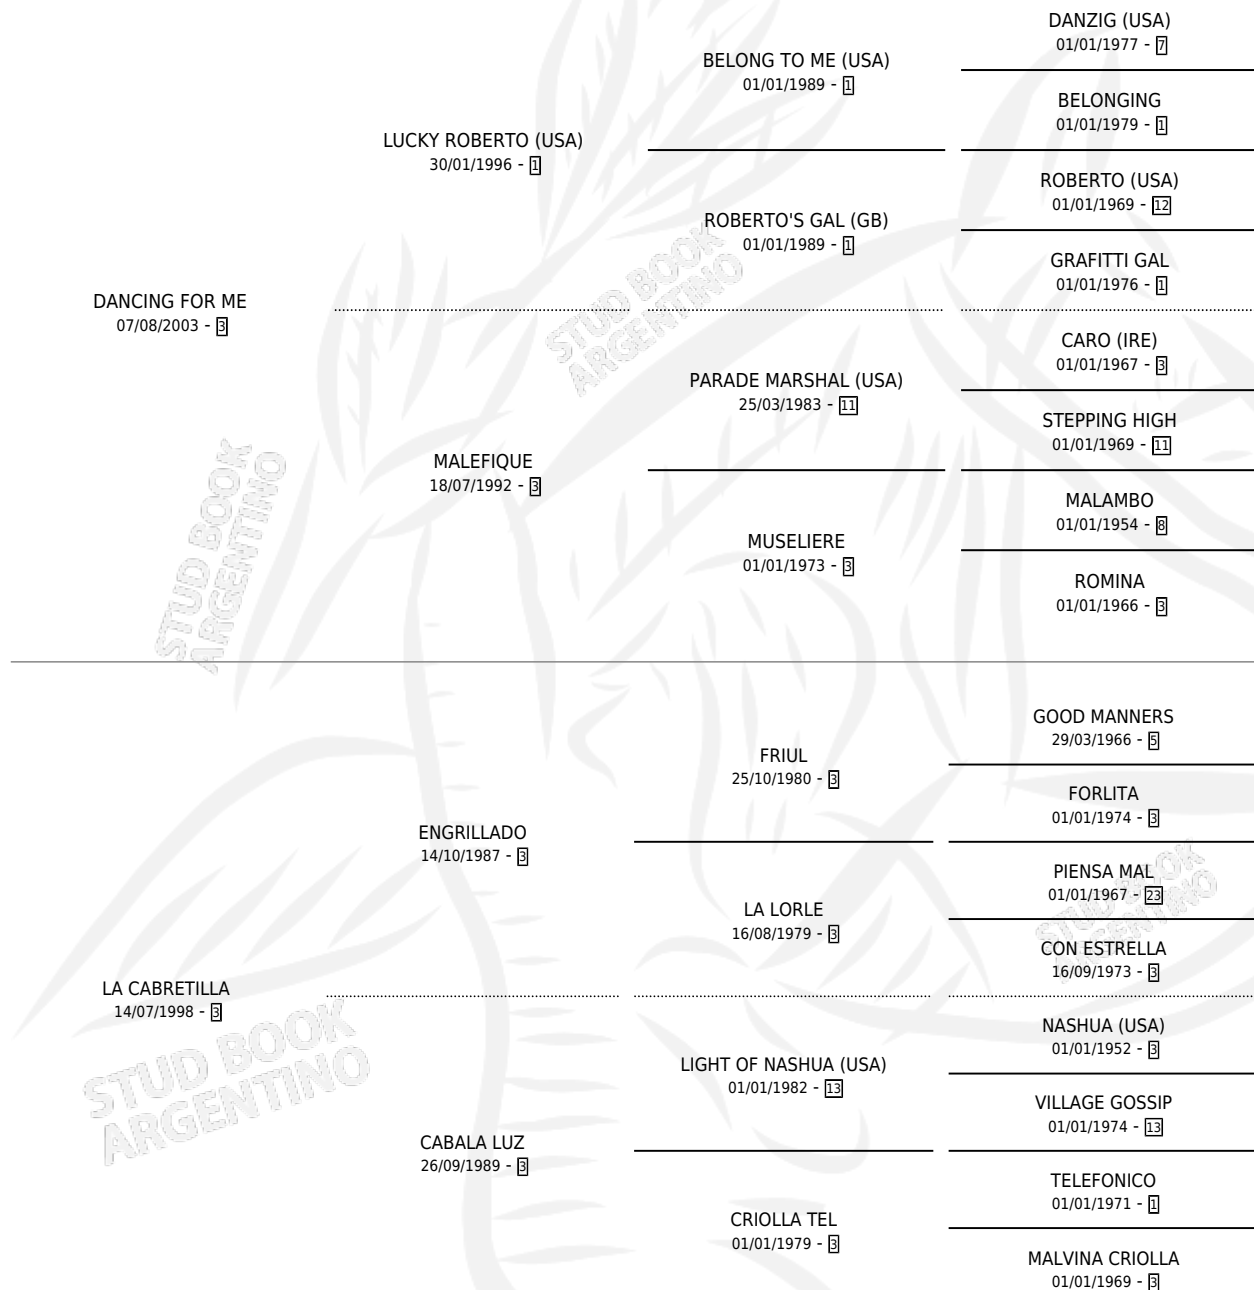 DANZIG (USA)
01/01/1977 - 7
BELONG TO ME (USA)
01/01/1989 - 1
BELONGING
01/01/1979 - 1
LUCKY ROBERTO (USA)
30/01/1996 - 1
ROBERTO (USA)
01/01/1969 - 12
ROBERTO'S GAL (GB)
01/01/1989 - 1
GRAFITTI GAL
01/01/1976 - 1
DANCING FOR ME
07/08/2003 - 3
STUD BOOK
ARGENTINO
CARO (IRE)
01/01/1967 - 3
PARADE MARSHAL (USA)
25/03/1983 - 11
STEPPING HIGH
01/01/1969 - 11
MALEFIQUE
18/07/1992 - 3
MALAMBO
01/01/1954 - 8
MUSELIERE
01/01/1973 - 3
ROMINA
01/01/1966 - 3
STUD BOOK
ARGENTINO
GOOD MANNERS
29/03/1966 - 5
FRIUL
25/10/1980 - 3
FORLITA
01/01/1974 - 3
ENGRILLADO
14/10/1987 - 3
PIENSA MAL
01/01/1967 - 23
LA LORLE
16/08/1979 - 3
CON ESTRELLA
16/09/1973 - 3
STUD BOOK
ARGENTINO
LA CABRETILLA
14/07/1998 - 3
STUD BOOK
ARGENTINO
NASHUA (USA)
01/01/1952 - 3
LIGHT OF NASHUA (USA)
01/01/1982 - 13
VILLAGE GOSSIP
01/01/1974 - 13
CABALA LUZ
26/09/1989 - 3
TELEFONICO
01/01/1971 - 1
CRIOLLA TEL
01/01/1979 - 3
MALVINA CRIOLLA
01/01/1969 - 3